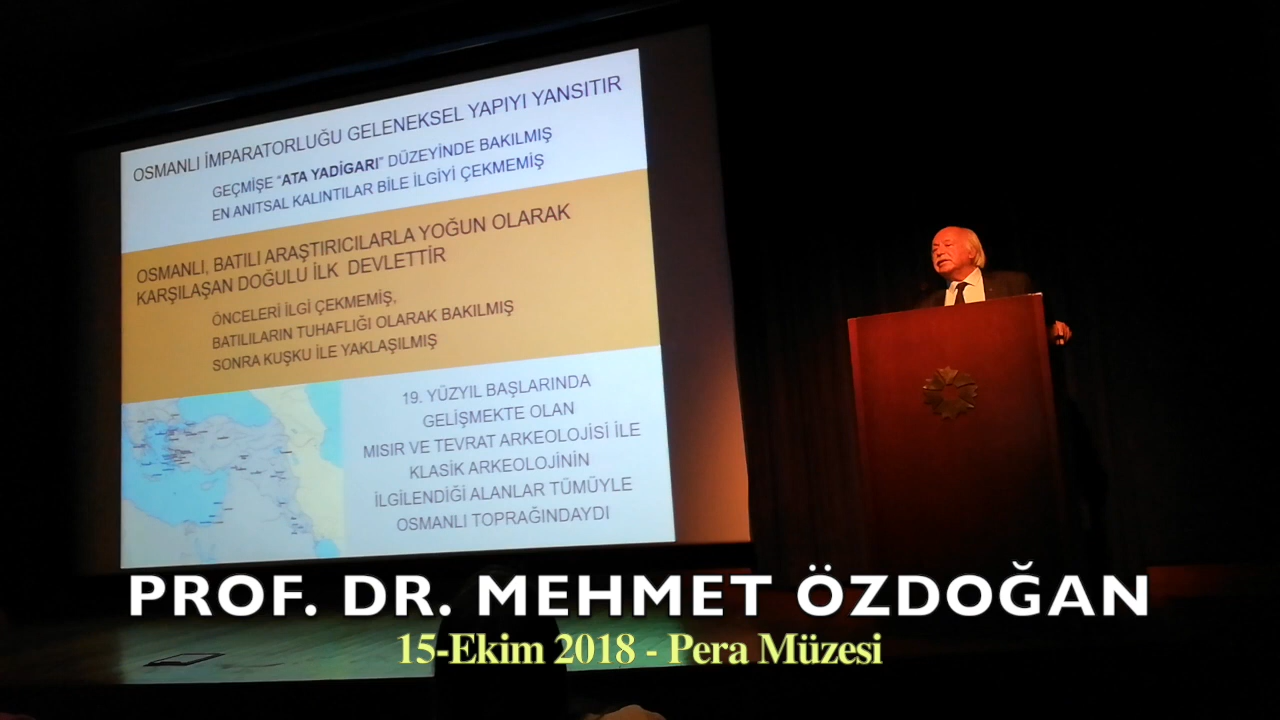 OSMANLI İMPARATORLUĞU GELENEKSEL YAPIYI YANSITIR
GEÇMİŞE "ATA YADİGARI" DÜZEYİNDE BAKILMIŞ
EN ANITSAL KALINTILAR BİLE İLGİYİ ÇEKMEMİŞ
OSMANLI, BATILI ARAŞTIRICILARLA YOĞUN OLARAK
KARŞILAŞAN DOĞULU İLK DEVLETTİR
ÖNCELERİ İLGİ ÇEKMEMİŞ,
BATILILARIN TUHAFLIĞI OLARAK BAKILMIŞ
SONRA KUŞKU İLE YAKLAŞILMIŞ
19. YÜZYIL BAŞLARINDA
GELİŞMEKTE OLAN
MISIR VE TEVRAT ARKEOLOJİSİ İLE
KLASİK ARKEOLOJİNİN
İLGİLENDİĞİ ALANLAR TÜMÜYLE
OSMANLI TOPRAĞINDAYDI
PROF. DR. MEHMET ÖZDOĞAN
15-Ekim 2018 - Pera Müzesi